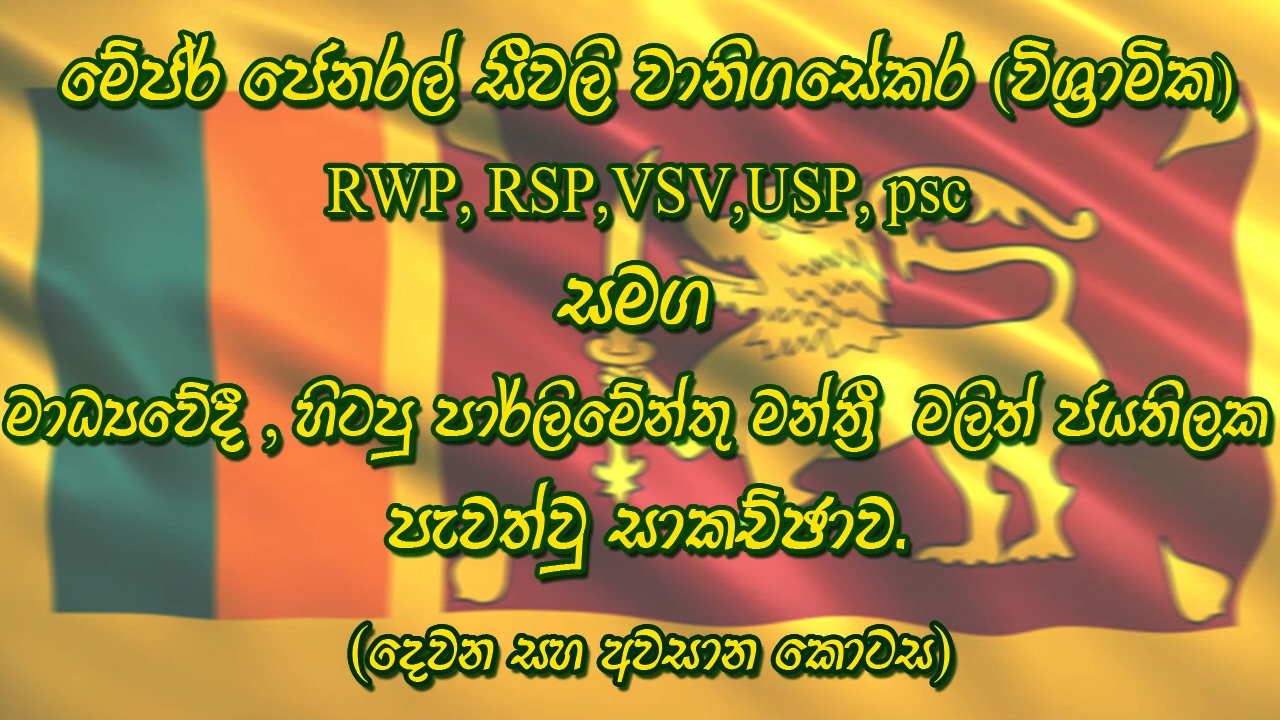 මේජර් ජෙනරල් සීවලි වානිගසේකර (විශ්‍රාමික)
RWP, RSP,VSV,USP, psc
සමග
මාධ්‍යවේදී , හිටපු පාර්ලිමේන්තු මන්ත්‍රී මලිත් ජයතිලක
පැවත්වු සාකච්ඡාව.
(දෙවන සහ අවසාන කොටස)